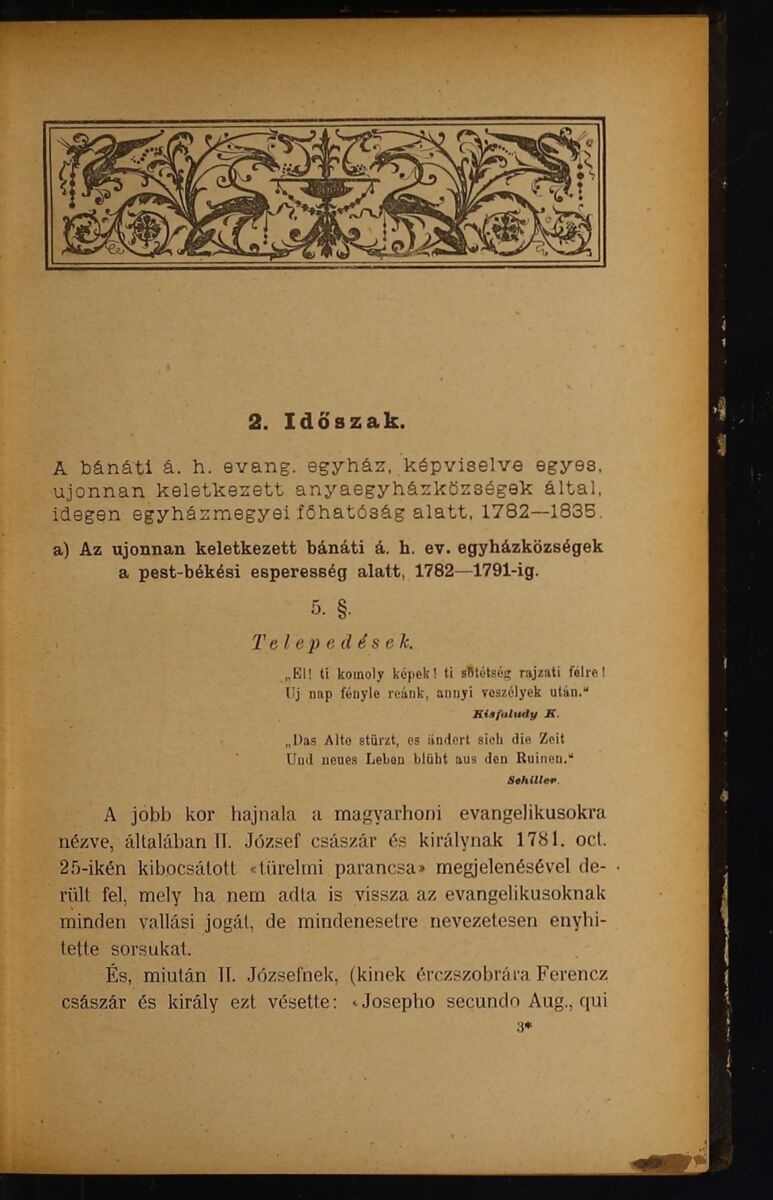 2. Időszak.
A bánáti á. h. evang. egyház, képviselve egyes,
ujonnan keletkezett anyaegyházközségek által,
idegen egyházmegyei főhatóság alatt, 1782—1835.
a) Az ujonnan keletkezett bánáti á. h. ev. egyházközségek
a pest-békési esperesség alatt, 1782—1791-ig.
5. §.
Telepedések.
„El! ti komoly képek! ti sötétség rajzati félre!
Uj nap fényle reánk, annyi veszélyek után.“
Kisfaludy K.
„Das Alte stürzt, es ändert sich die Zeit
Und neues Leben blüht aus den Ruinen.“
Schiller.
A jobb kor hajnala a magyarhoni evangelikusokra
nézve, általában II. József császár és királynak 1781. oct.
25-ikén kibocsátott «türelmi parancsa» megjelenésével de-
rült fel, mely ha nem adta is vissza az evangelikusoknak
minden vallási jogát, de mindenesetre nevezetesen enyhi-
tette sorsukat.
És, miután II. Józsefnek, (kinek érczszobrára Ferencz
császár és király ezt vésette: «Josepho secundo Aug., qui
3*